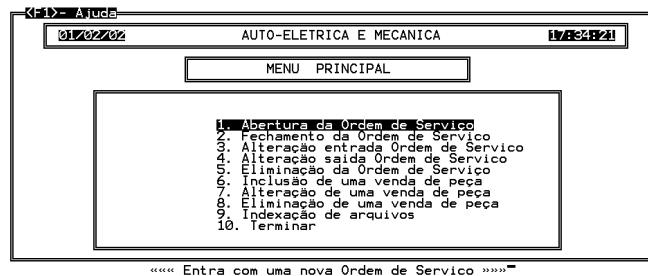 <F1>- Ajuda
01/02/02 AUTO-ELETRICA E MECANICA 17:34:21
MENU PRINCIPAL
1. Abertura da Ordem de Serviço
2. Fechamento da Ordem de Servico
3. Alteração entrada Ordem de Servico
4. Alteração saida Ordem de Servico
5. Eliminação da Ordem de Serviço
6. Inclusão de uma venda de peça
7. Alteração de uma venda de peça
8. Eliminação de uma venda de peça
9. Indexação de arquivos
10. Terminar
««« Entra com uma nova Ordem de Servico »»»